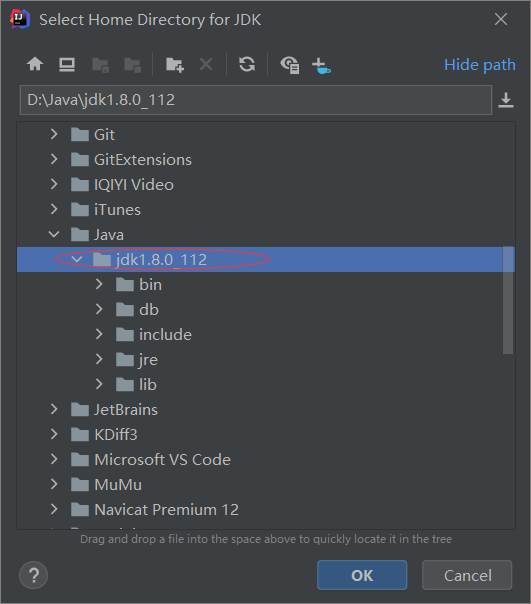 Select Home Directory for JDK
Hide path
D:\Java\jdk1.8.0_112
Git
GitExtensions
IQIYI Video
iTunes
Java
jdk1.8.0_112
bin
db
include
jre
lib
JetBrains
KDiff3
Microsoft VS Code
MuMu
Navicat Premium 12
Drag and drop a file into the space above to quickly locate it in the tree
?
OK
Cancel